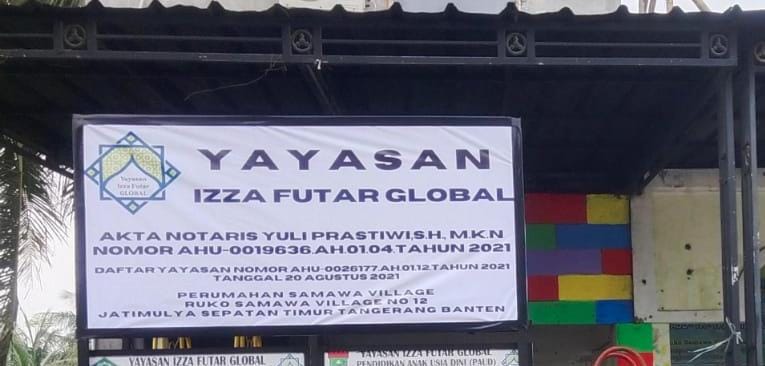 YAYASAN
IZZA FUTAR GLOBAL
Yayasan
Izza Futar
GLOBAL
AKTA NOTARIS YULI PRASTIWI,S.H., M.K.N
NOMOR AHU-0019636.AH.01.04.TAHUN 2021
DAFTAR YAYASAN NOMOR AHU-0026177.AH.01.12.TAHUN 2021
TANGGAL 20 AGUSTUS 2021
PERUMAHAN SAMAWA VILLAGE
RUKO SAMAWA VILLAGE NO 12
JATIMULYA SEPATAN TIMUR TANGERANG BANTEN
YAYASAN IZZA FUTAR GLOBAL
YAYASAN IZZA FUTAR GLOBAL
PENDIDIKAN ANAK USIA DINI (PAUD)